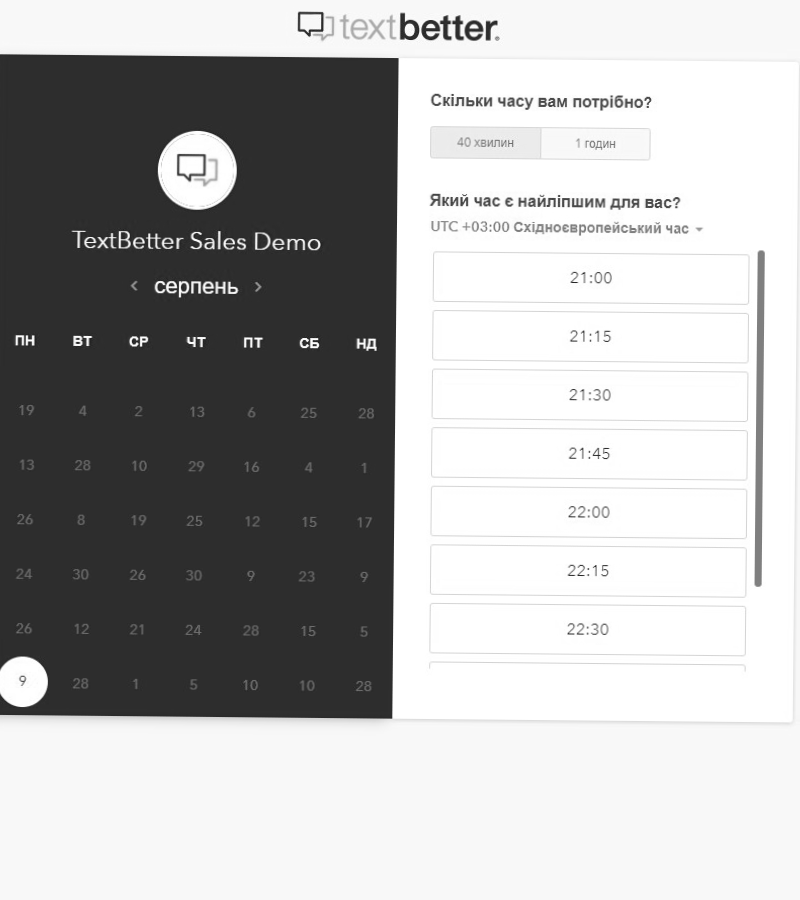 textbetter.
TextBetter Sales Demo
‹ серпень ›
ПН ВТ СР ЧТ ПТ СБ НД
19 4 2 13 6 25 28
13 28 10 29 16 4 1
26 8 19 25 12 15 17
24 30 26 30 9 23 9
26 12 21 24 28 15 5
9 28 1 5 10 10 28
Скільки часу вам потрібно?
40 хвилин 1 годин
Який час є найліпшим для вас?
UTC +03:00 Східноєвропейський час
21:00
21:15
21:30
21:45
22:00
22:15
22:30